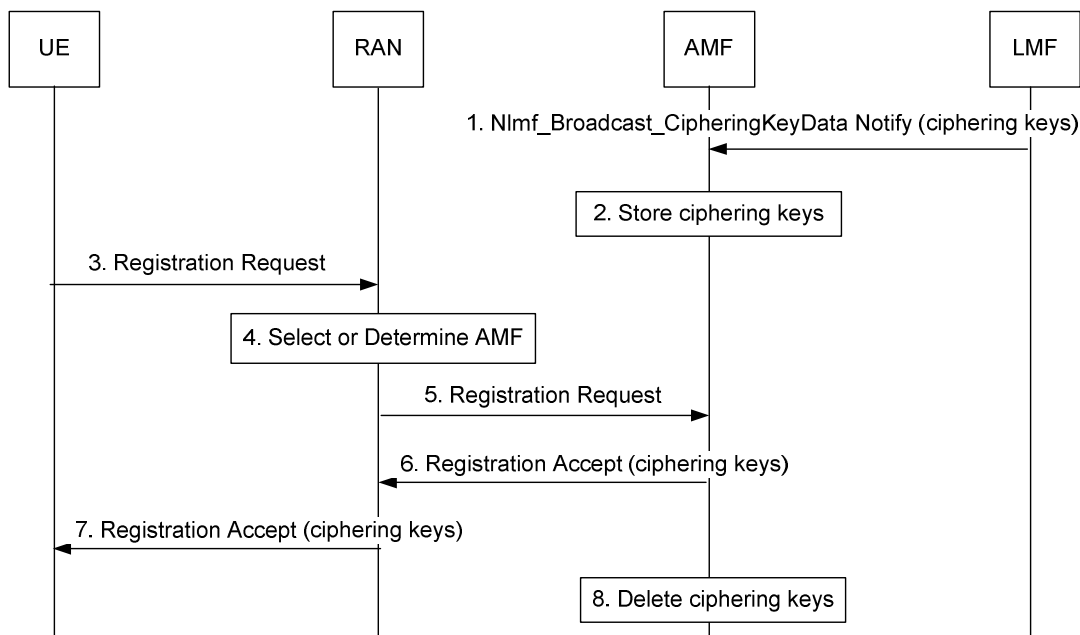 UE
RAN
AMF
LMF
1. Nlmf_Broadcast_CipheringKeyData Notify (ciphering keys)
2. Store ciphering keys
3. Registration Request
4. Select or Determine AMF
5. Registration Request
6. Registration Accept (ciphering keys)
7. Registration Accept (ciphering keys)
8. Delete ciphering keys